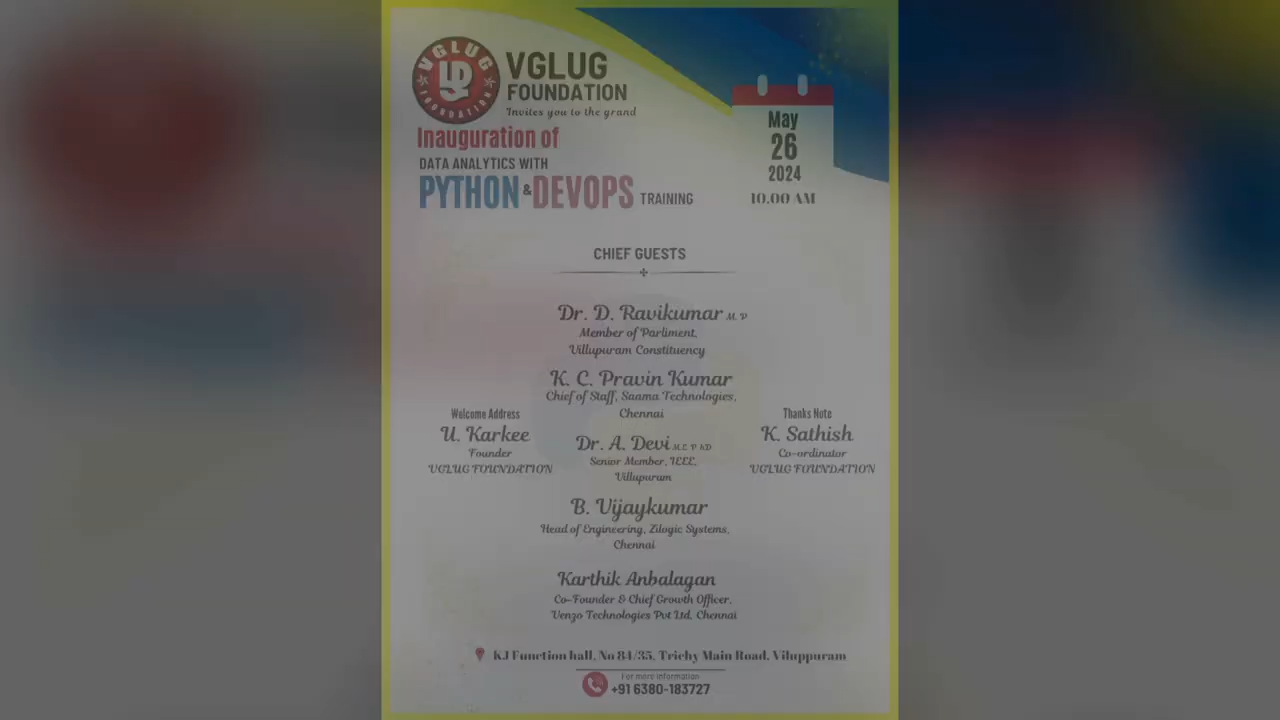 VGLUG
FOUNDATION
VGLUG
FOUNDATION
Invites you to the grand
Inauguration of
DATA ANALYTICS WITH
PYTHON & DEVOPS TRAINING
May
26
2024
10.00 AM
CHIEF GUESTS
Dr. D. Ravikumar M. P
Member of Parliment,
Villupuram Constituency
K. C. Pravin Kumar
Chief of Staff, Saama Technologies,
Chennai
Welcome Address
U. Karkee
Founder
VGLUG FOUNDATION
Dr. A. Devi M.E. P HD
Senior Member, IEEE,
Villupuram
Thanks Note
K. Sathish
Co-ordinator
VGLUG FOUNDATION
B. Vijaykumar
Head of Engineering, Zilogic Systems,
Chennai
Karthik Anbalagan
Co-Founder & Chief Growth Officer,
Venzo Technologies Pvt Ltd, Chennai
KJ Function hall, No 84/35, Trichy Main Road, Viluppuram
For more information
+91 6380-183727